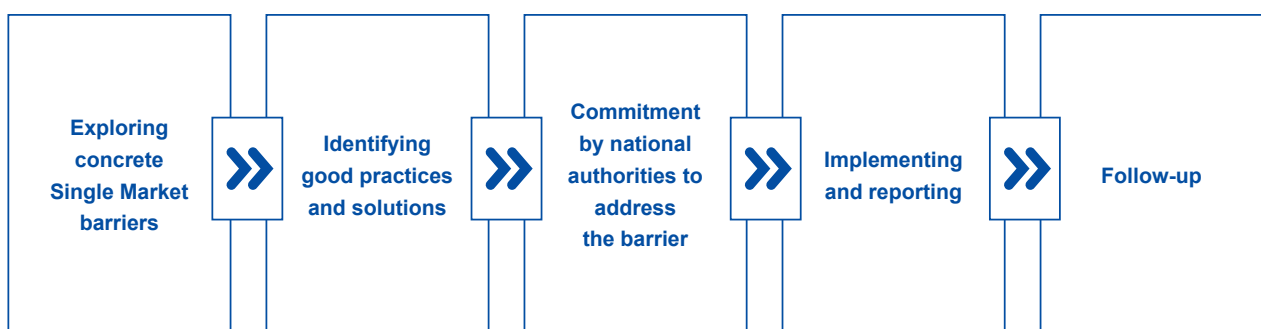 Exploring
concrete
Single Market
barriers
Identifying
good practices
and solutions
Commitment
by national
authorities to
address
the barrier
Implementing
and reporting
Follow-up